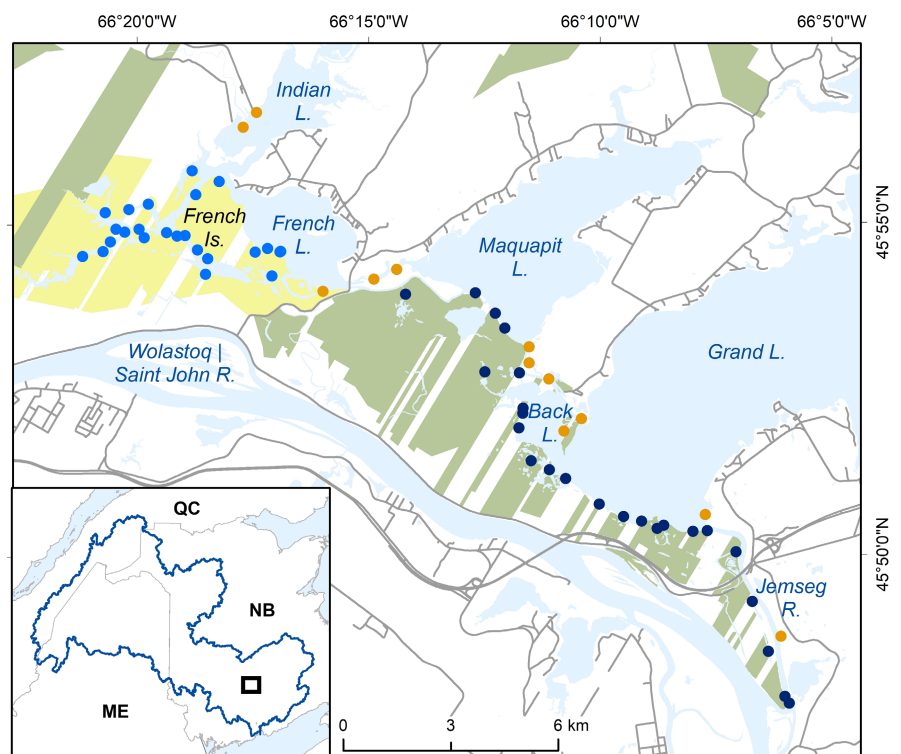 66°20'0"W 66°15'0"W 66°10'0"W 66°5'0"W
Indian
L.
French
Is.
French
L.
Maquapit
L.
45°55'0"N
Wolastoq |
Saint John R.
Grand L.
Back
L.
45°50'0"N
Jemseg
R.
QC
NB
ME
0 3 6 km